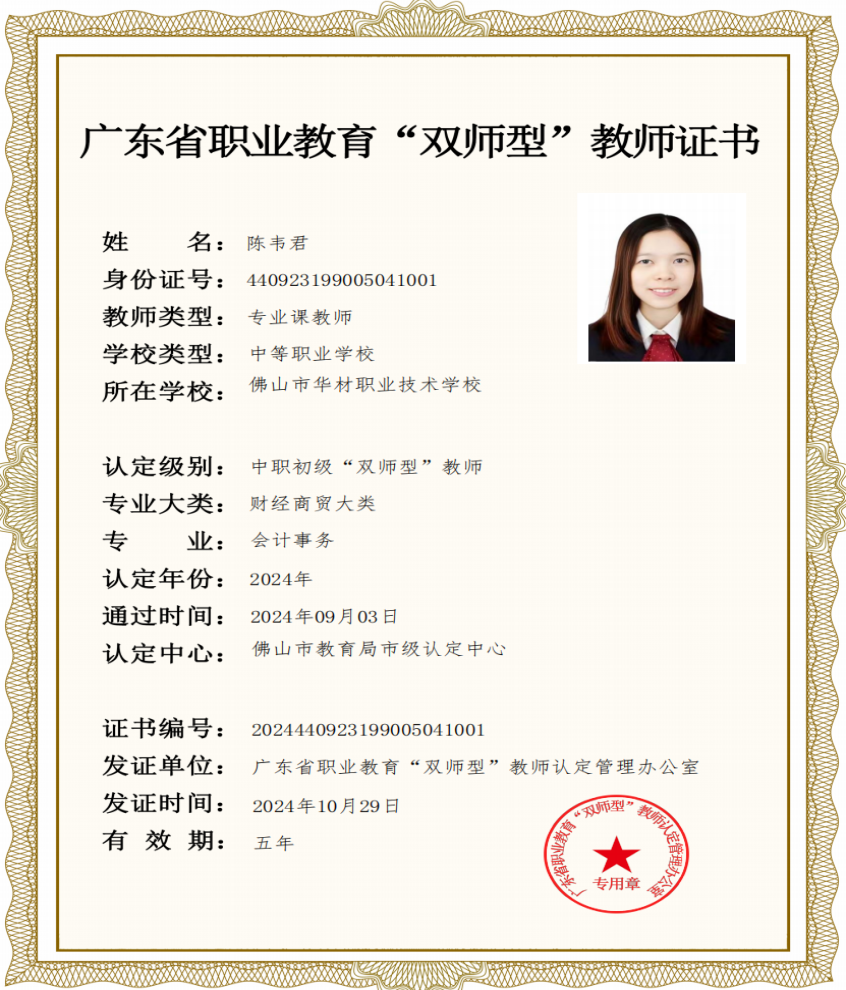 广东省职业教育“双师型”教师证书
姓 名：陈韦君
身份证号：440923199005041001
教师类型：专业课教师
学校类型：中等职业学校
所在学校：佛山市华材职业技术学校
认定级别：中职初级“双师型”教师
专业大类：财经商贸大类
专 业：会计事务
认定年份：2024年
通过时间：2024年09月03日
认定中心：佛山市教育局市级认定中心
证书编号：2024440923199005041001
发证单位：广东省职业教育“双师型”教师认定管理办公室
发证时间：2024年10月29日
有 效 期：五年
广东省职业教育“双师型”教师认定管理办公室
专用章